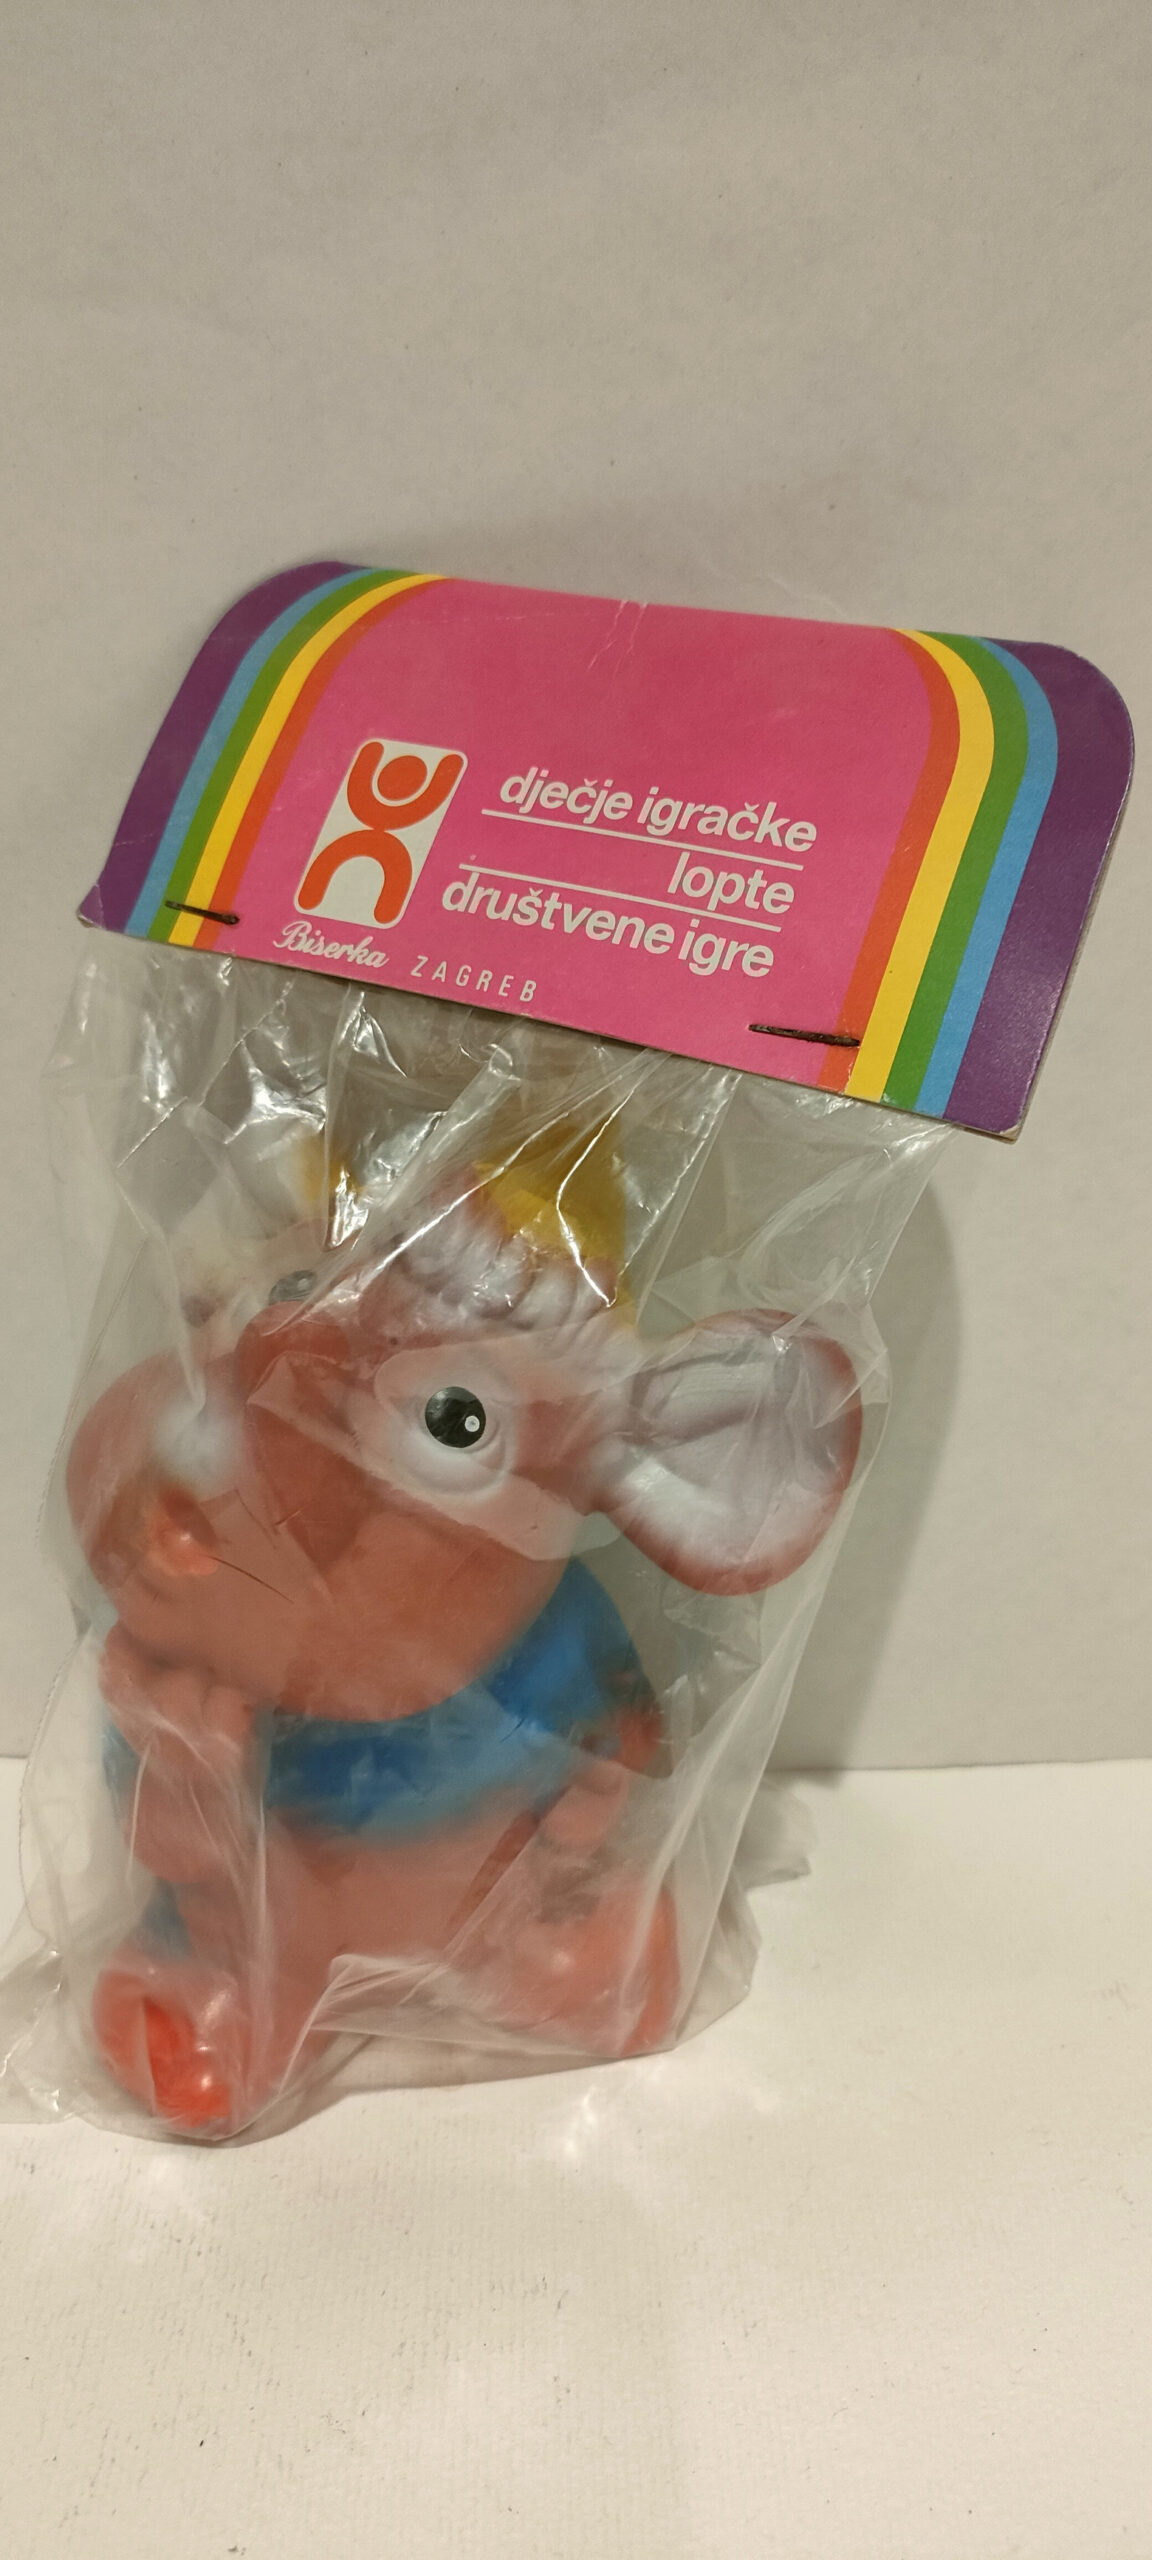 dječje igračke
lopte
društvene igre
Biserka ZAGREB